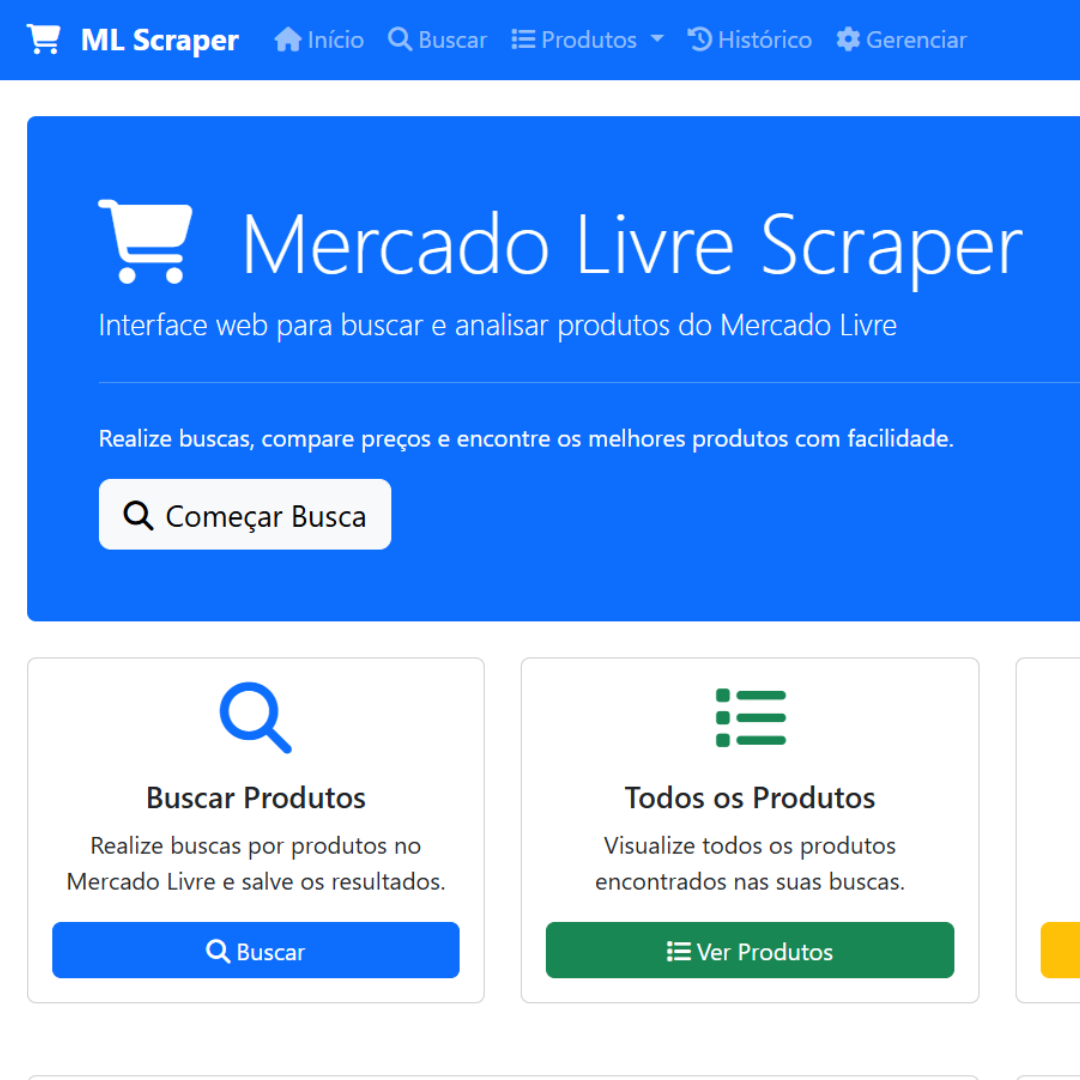 ML Scraper Início Buscar Produtos Histórico Gerenciar
Mercado Livre Scraper
Interface web para buscar e analisar produtos do Mercado Livre
Realize buscas, compare preços e encontre os melhores produtos com facilidade.
Começar Busca
Buscar Produtos
Realize buscas por produtos no
Mercado Livre e salve os resultados.
Buscar
Todos os Produtos
Visualize todos os produtos
encontrados nas suas buscas.
Ver Produtos